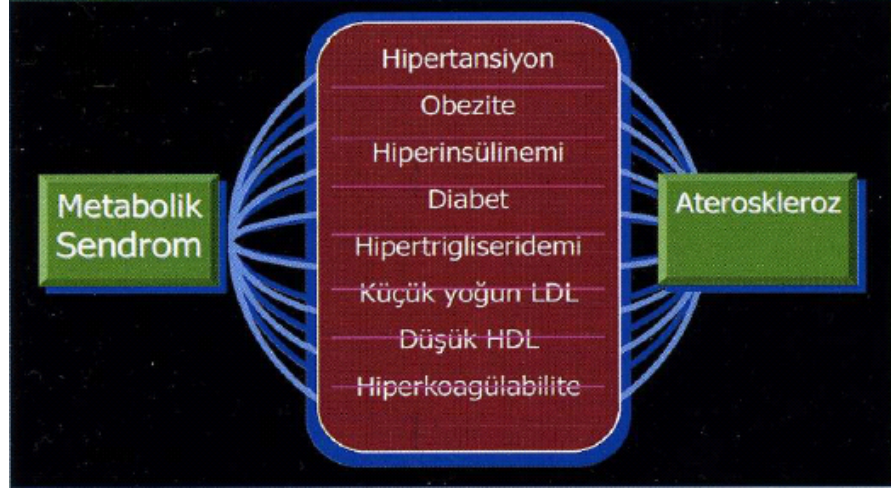 Hipertansiyon
Obezite
Hiperinsülinemi
Diabet
Hipertrigliseridemi
Küçük yoğun LDL
Düşük HDL
Hiperkoagülabilite
Metabolik
Sendrom
Ateroskleroz